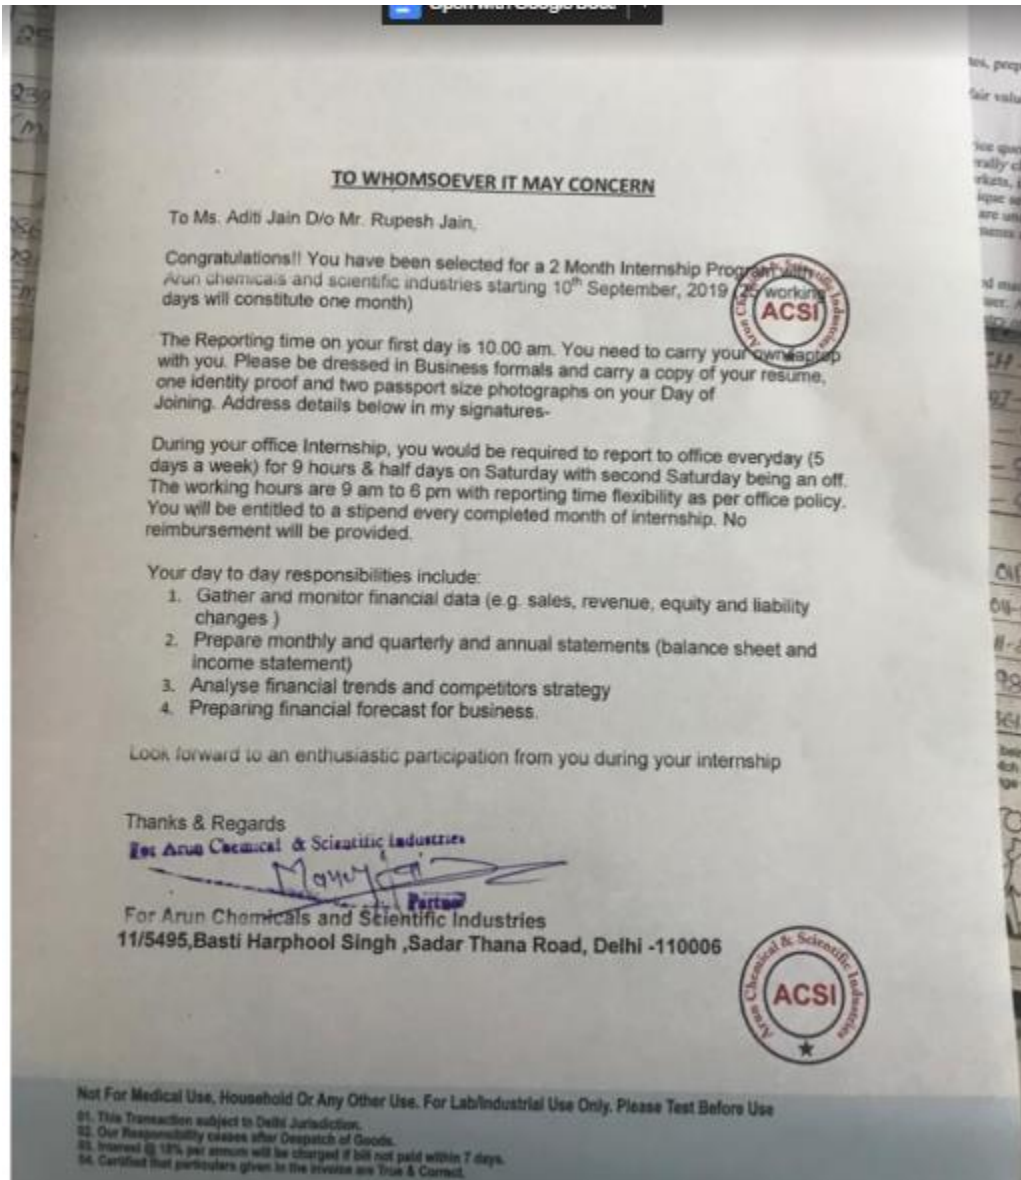 Open with Google Docs
TO WHOMSOEVER IT MAY CONCERN
To Ms. Aditi Jain D/o Mr. Rupesh Jain,
Congratulations!! You have been selected for a 2 Month Internship Program with
Arun chemicals and scientific industries starting 10th September, 2019 (25 working
days will constitute one month)
Arun Chemical & Scientific Industries
ACSI
The Reporting time on your first day is 10.00 am. You need to carry your own laptop
with you. Please be dressed in Business formals and carry a copy of your resume,
one identity proof and two passport size photographs on your Day of
Joining. Address details below in my signatures-
During your office Internship, you would be required to report to office everyday (5
days a week) for 9 hours & half days on Saturday with second Saturday being an off.
The working hours are 9 am to 6 pm with reporting time flexibility as per office policy.
You will be entitled to a stipend every completed month of internship. No
reimbursement will be provided.
Your day to day responsibilities include:
1. Gather and monitor financial data (e.g. sales, revenue, equity and liability
changes )
2. Prepare monthly and quarterly and annual statements (balance sheet and
income statement)
3. Analyse financial trends and competitors strategy
4. Preparing financial forecast for business.
Look forward to an enthusiastic participation from you during your internship
Thanks & Regards
For Arun Chemical & Scientific Industries
Partner
For Arun Chemicals and Scientific Industries
11/5495,Basti Harphool Singh ,Sadar Thana Road, Delhi -110006
Arun Chemical & Scientific Industries
ACSI
Not For Medical Use, Household Or Any Other Use. For Lab/Industrial Use Only. Please Test Before Use
01. This Transaction subject to Delhi Jurisdiction.
02. Our Responsibility ceases after Despatch of Goods.
03. Interest @ 18% per annum will be charged if bill not paid within 7 days.
04. Certified that particulars given in the invoice are True & Correct.